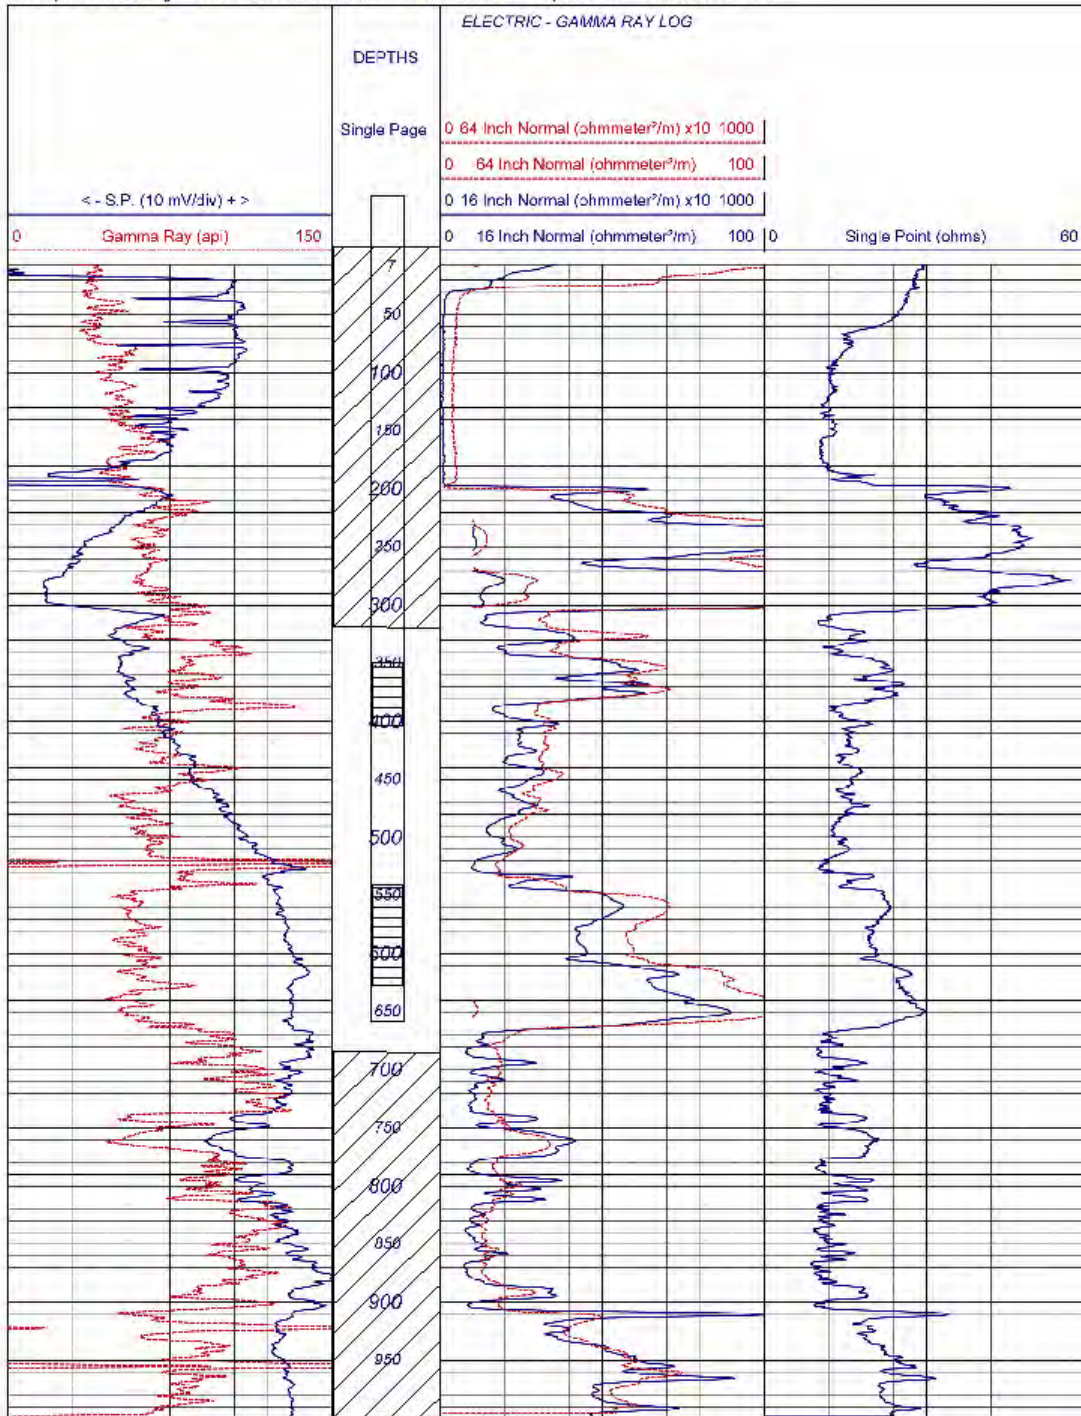 ELECTRIC - GAMMA RAY LOG
DEPTHS
Single Page
0 64 Inch Normal (ohmmeter²/m) x10 1000
0 64 Inch Normal (ohmmeter²/m) 100
< - S.P. (10 mV/div) + >
0 16 Inch Normal (ohmmeter²/m) x10 1000
0 Gamma Ray (api) 150
0 16 Inch Normal (ohmmeter²/m) 100
0 Single Point (ohms) 60
7
50
100
150
200
250
300
350
400
450
500
550
600
650
700
750
800
850
900
950